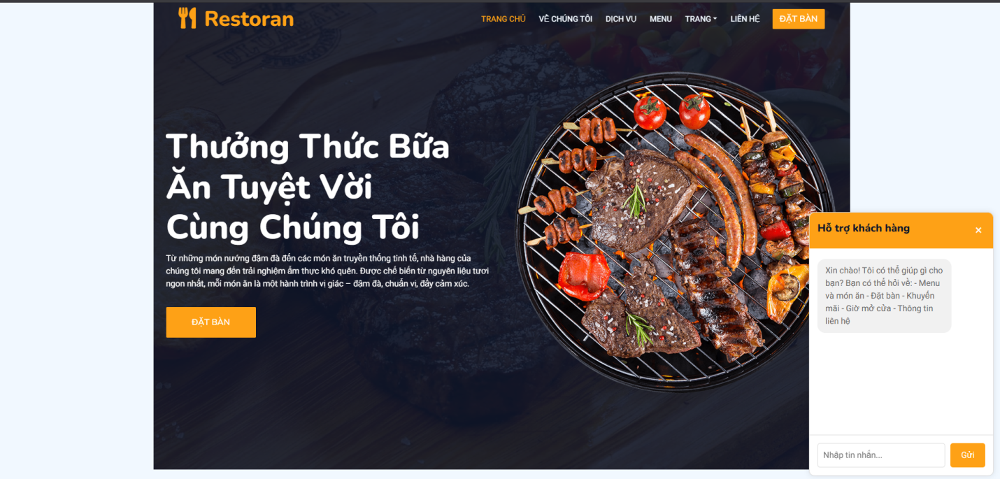 Restoran
TRANG CHỦ VỀ CHÚNG TÔI DỊCH VỤ MENU TRANG LIÊN HỆ ĐẶT BÀN
Thưởng Thức Bữa
Ăn Tuyệt Vời
Cùng Chúng Tôi
Từ những món nướng đậm đà đến các món ăn truyền thống tinh tế, nhà hàng của
chúng tôi mang đến trải nghiệm ẩm thực khó quên. Được chế biến từ nguyên liệu tươi
ngon nhất, mỗi món ăn là một hành trình vị giác – đậm đà, chuẩn vị, đầy cảm xúc.
ĐẶT BÀN
Hỗ trợ khách hàng ×
Xin chào! Tôi có thể giúp gì cho
bạn? Bạn có thể hỏi về: - Menu
và món ăn - Đặt bàn - Khuyến
mãi - Giờ mở cửa - Thông tin
liên hệ
Nhập tin nhắn... Gửi